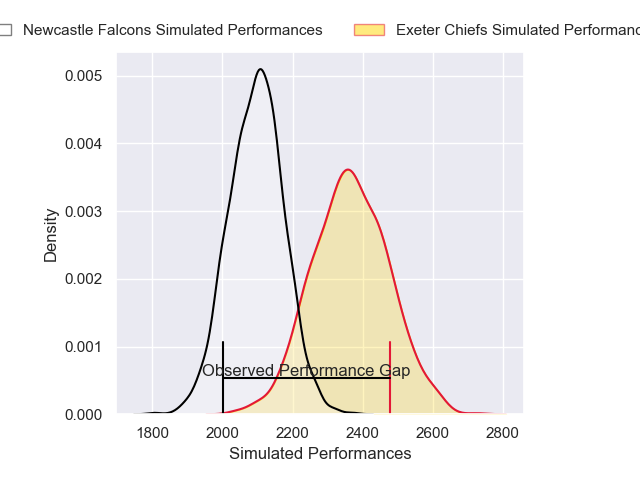 Newcastle Falcons Simulated Performances
Exeter Chiefs Simulated
0.005
0.004
0.003
0.002
0.001
0.000
Density
Observed Performance Gap
1800 2000 2200 2400 2600 2800
Simulated Performances